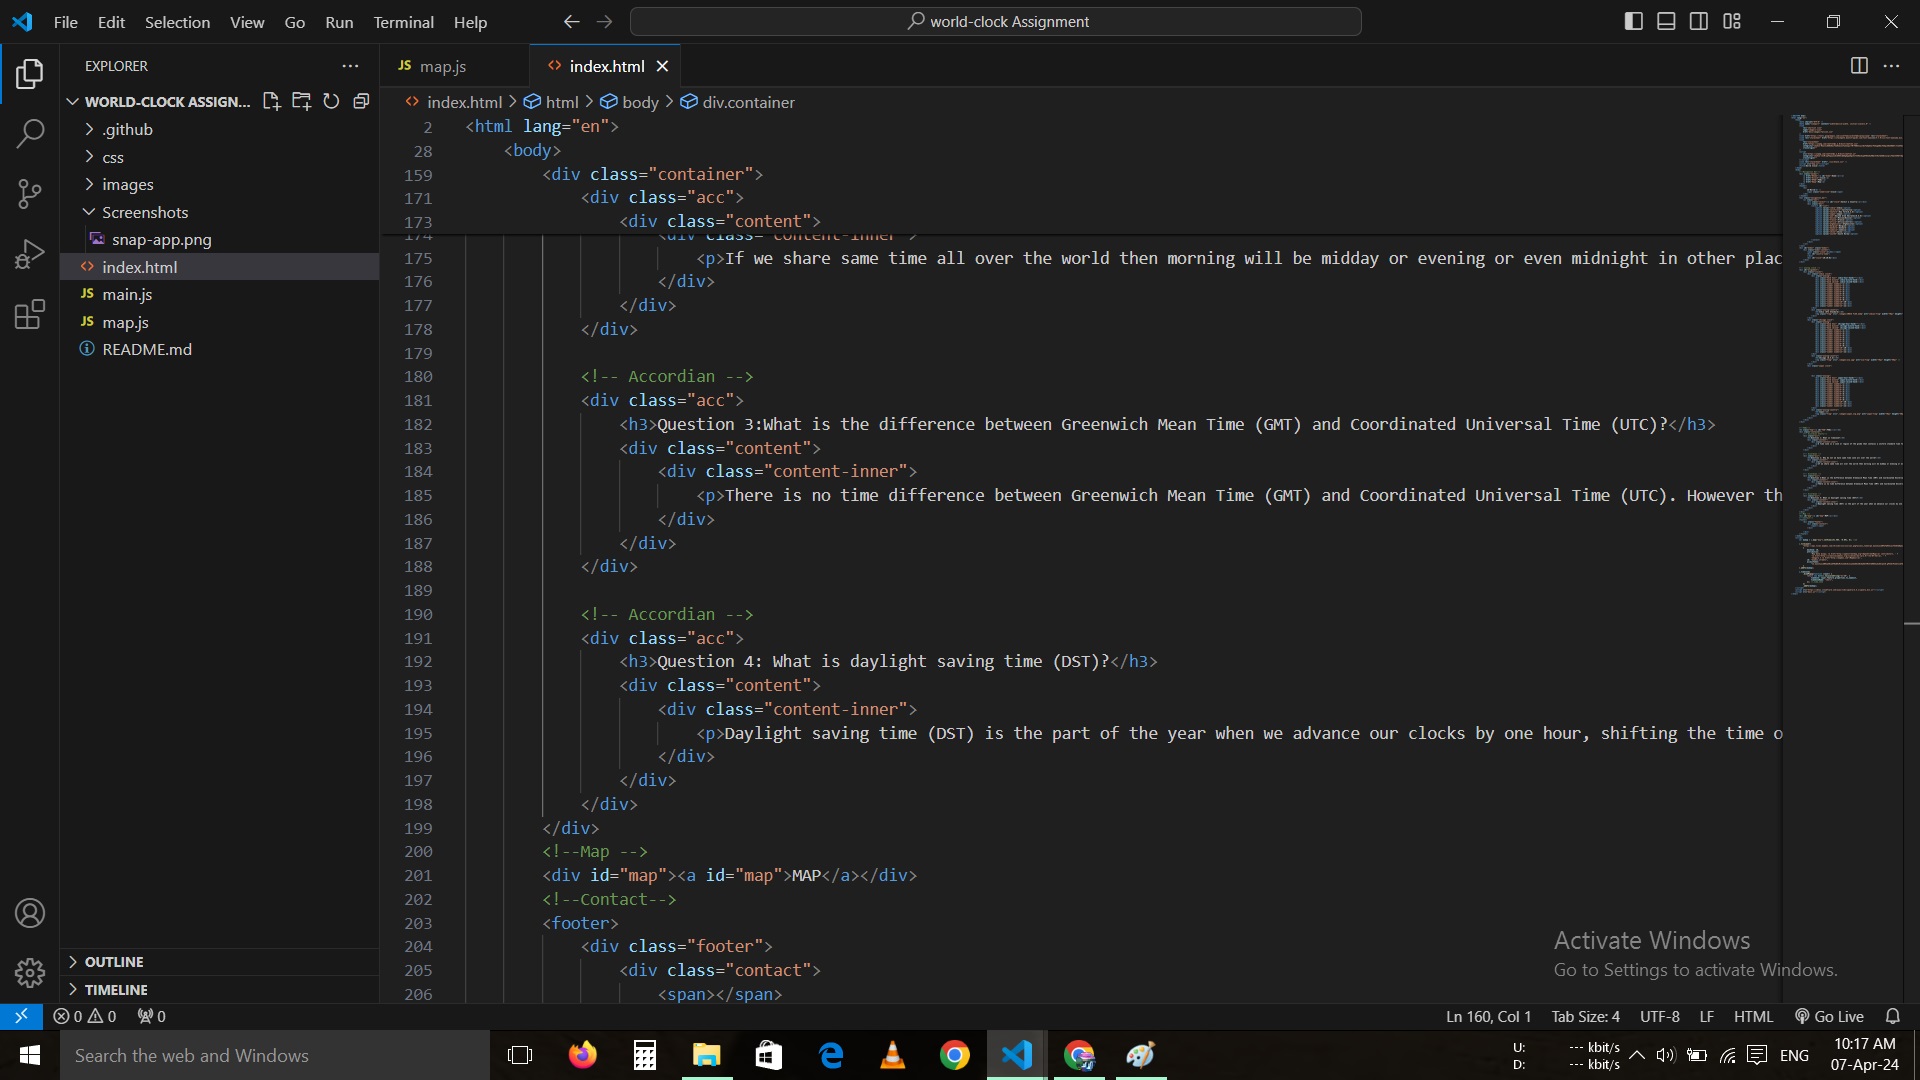 File Edit Selection View Go Run Terminal Help
world-clock Assignment
EXPLORER
WORLD-CLOCK ASSIGN...
.github
css
images
Screenshots
snap-app.png
index.html
JS main.js
JS map.js
README.md
OUTLINE
TIMELINE
JS map.js
index.html
index.html > html > body > div.container
2 <html lang="en">
28 <body>
159 <div class="container">
171 <div class="acc">
173 <div class="content">
174 <div class="content-inner">
175 <p>If we share same time all over the world then morning will be midday or evening or even midnight in other plac
176 </div>
177 </div>
178 </div>
179
180 <!-- Accordian -->
181 <div class="acc">
182 <h3>Question 3:What is the difference between Greenwich Mean Time (GMT) and Coordinated Universal Time (UTC)?</h3>
183 <div class="content">
184 <div class="content-inner">
185 <p>There is no time difference between Greenwich Mean Time (GMT) and Coordinated Universal Time (UTC). However th
186 </div>
187 </div>
188 </div>
189
190 <!-- Accordian -->
191 <div class="acc">
192 <h3>Question 4: What is daylight saving time (DST)?</h3>
193 <div class="content">
194 <div class="content-inner">
195 <p>Daylight saving time (DST) is the part of the year when we advance our clocks by one hour, shifting the time o
196 </div>
197 </div>
198 </div>
199 </div>
200 <!--Map -->
201 <div id="map"><a id="map">MAP</a></div>
202 <!--Contact-->
203 <footer>
204 <div class="footer">
205 <div class="contact">
206 <span></span>
Activate Windows
Go to Settings to activate Windows.
0 0 0
Ln 160, Col 1 Tab Size: 4 UTF-8 LF HTML Go Live
Search the web and Windows
U: --- kbit/s
D: --- kbit/s
ENG
10:17 AM
07-Apr-24